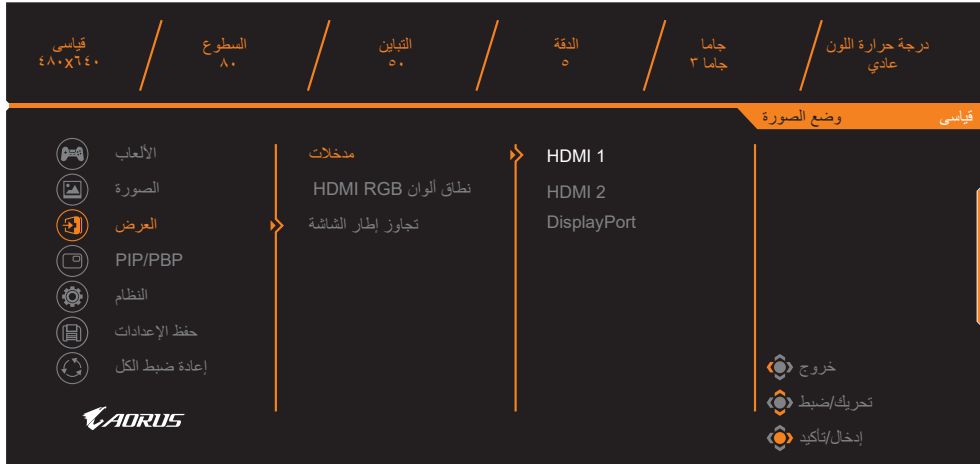 قياسى
٤٨٠x٦٤٠
السطوع
٨٠
التباين
٥٠
الدقة
٥
جاما
جاما ٣
درجة حرارة اللون
عادي
وضع الصورة
قياسى
الألعاب
الصورة
العرض
PIP/PBP
النظام
حفظ الإعدادات
إعادة ضبط الكل
مدخلات
نطاق ألوان HDMI RGB
تجاوز إطار الشاشة
HDMI 1
HDMI 2
DisplayPort
خروج
تحريك/ضبط
إدخال/تأكيد
AORUS